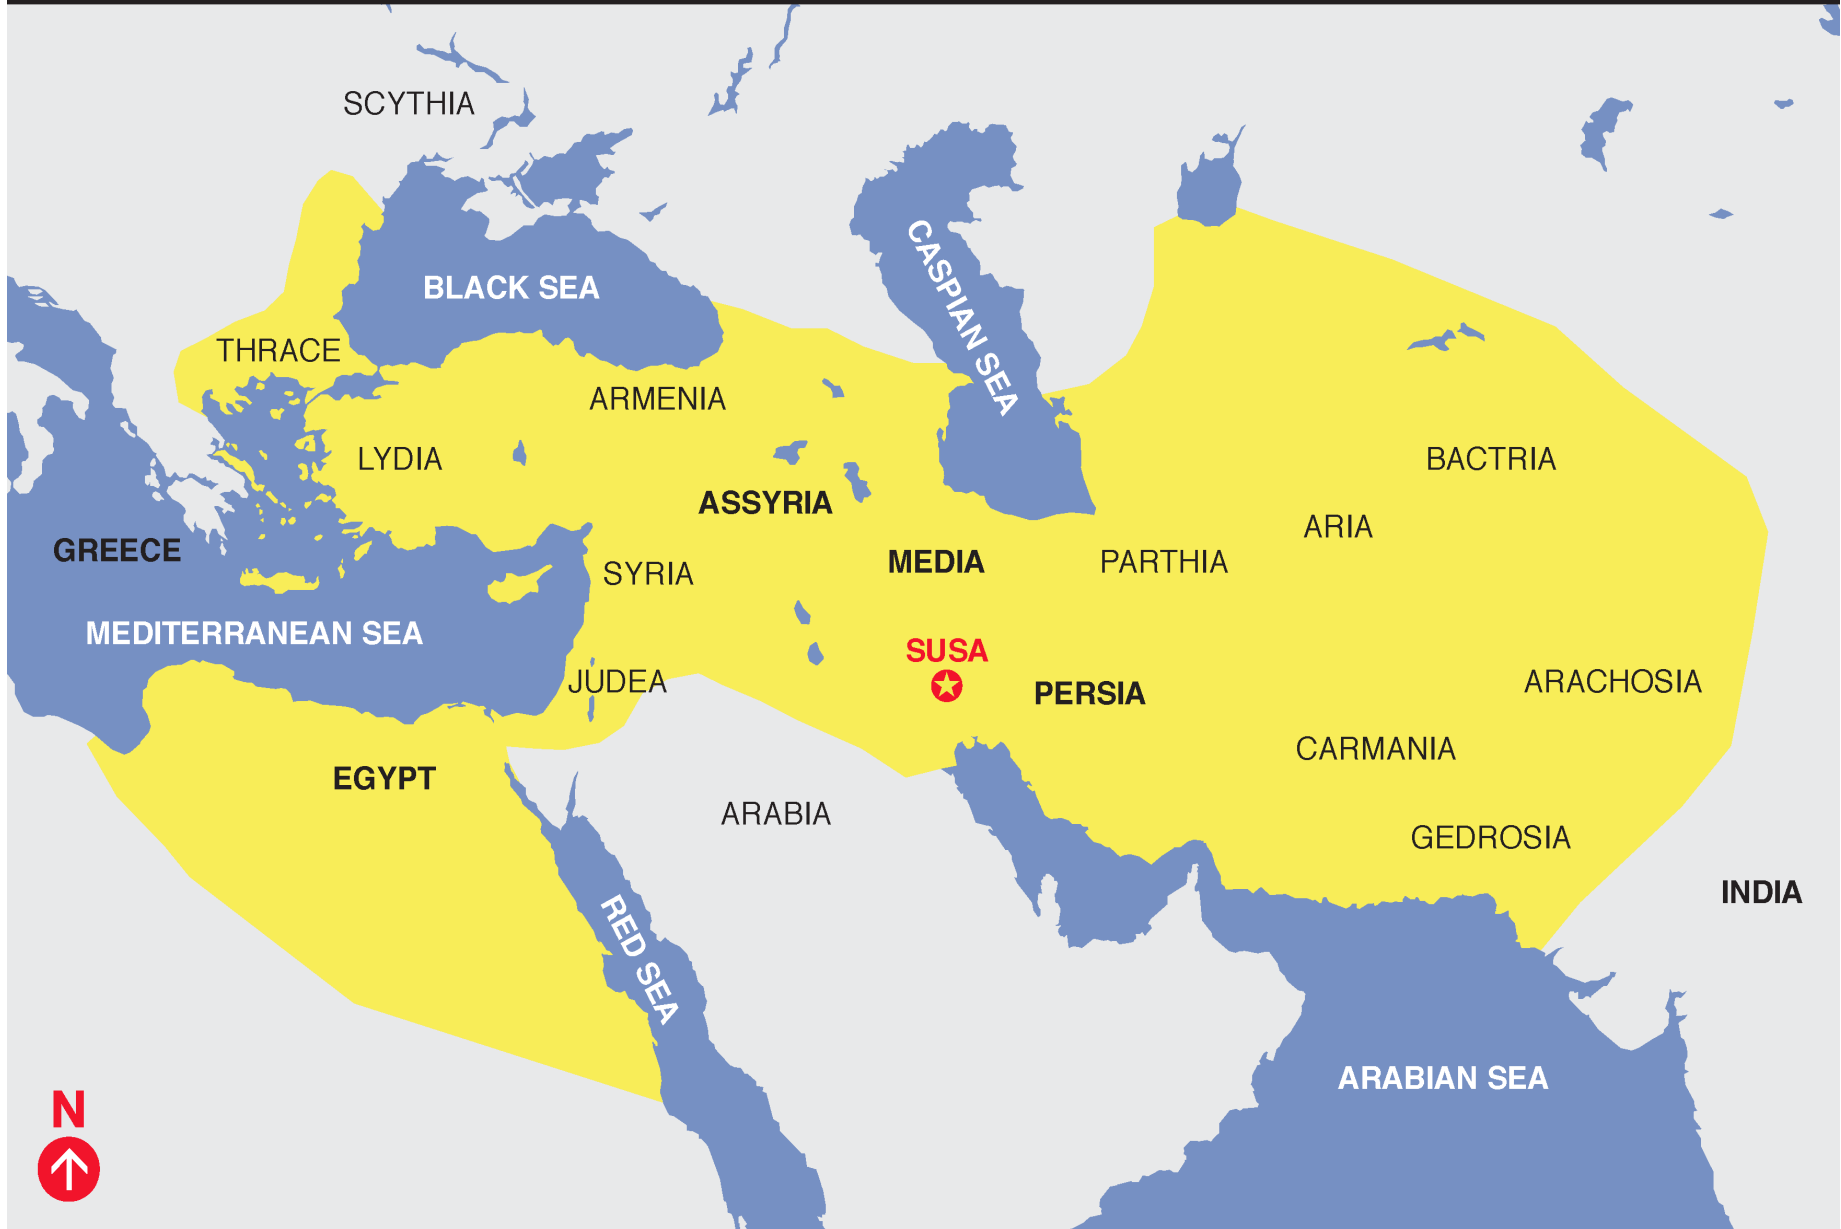 SCYTHIA
CASPIAN SEA
BLACK SEA
THRACE
ARMENIA
LYDIA
BACTRIA
ASSYRIA
ARIA
GREECE
MEDIA
PARTHIA
SYRIA
MEDITERRANEAN SEA
SUSA
JUDEA
PERSIA
ARACHOSIA
CARMANIA
EGYPT
ARABIA
GEDROSIA
INDIA
RED SEA
ARABIAN SEA
N